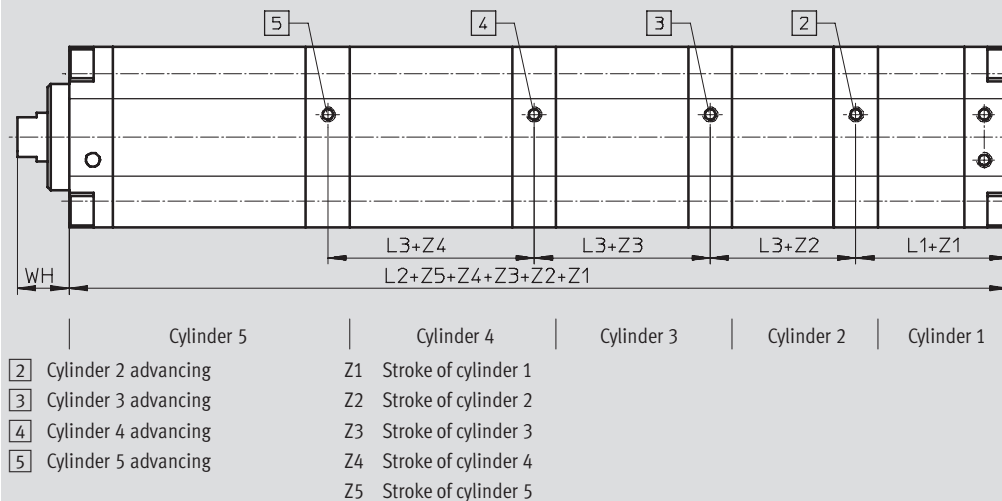 5 4 3 2
L3+Z4 L3+Z3 L3+Z2 L1+Z1
WH L2+Z5+Z4+Z3+Z2+Z1
Cylinder 5 Cylinder 4 Cylinder 3 Cylinder 2 Cylinder 1
2 Cylinder 2 advancing
3 Cylinder 3 advancing
4 Cylinder 4 advancing
5 Cylinder 5 advancing
Z1 Stroke of cylinder 1
Z2 Stroke of cylinder 2
Z3 Stroke of cylinder 3
Z4 Stroke of cylinder 4
Z5 Stroke of cylinder 5